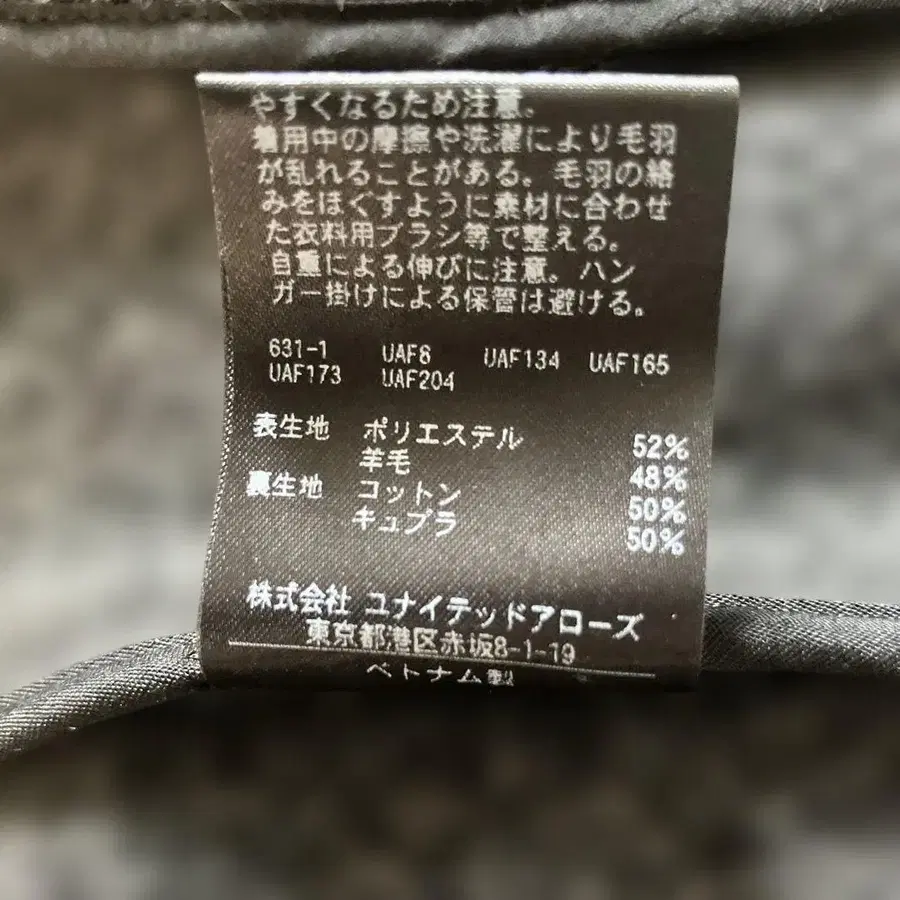 やすくなるため注意。
着用中の摩擦や洗濯により毛羽
が乱れることがある。毛羽の絡
みをほぐすように素材に合わせ
た衣料用ブラシ等で整える。
自重による伸びに注意。ハン
ガー掛けによる保管は避ける。
631-1 UAF8 UAF134 UAF165
UAF173 UAF204
表生地 ポリエステル 52%
羊毛 48%
裏生地 コットン 50%
キュプラ 50%
株式会社 ユナイテッドアローズ
東京都港区赤坂8-1-19
ベトナム製